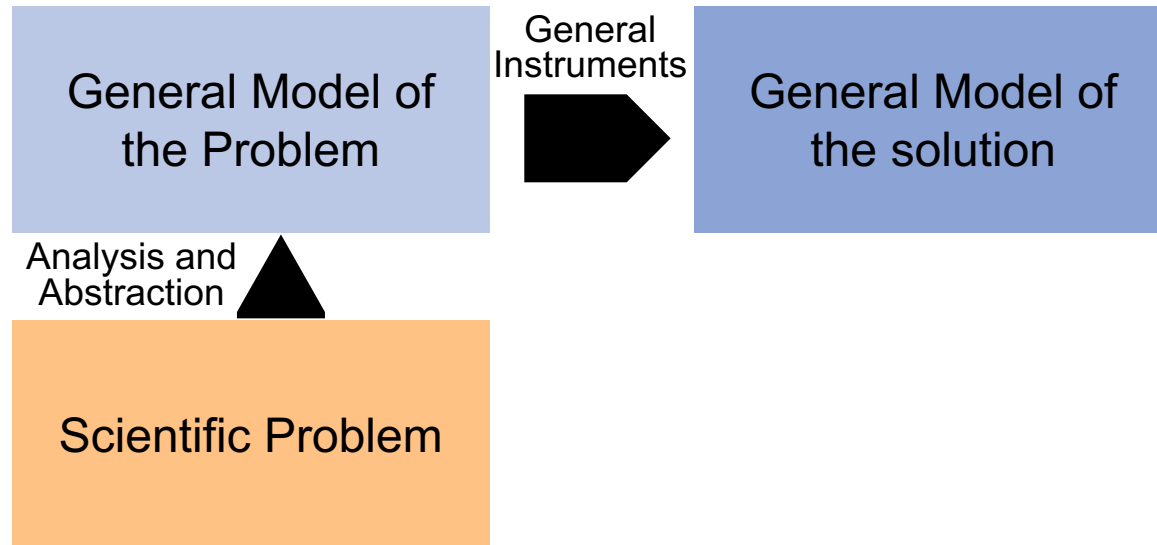 General Model of
the Problem
General
Instruments
General Model of
the solution
Analysis and
Abstraction
Scientific Problem